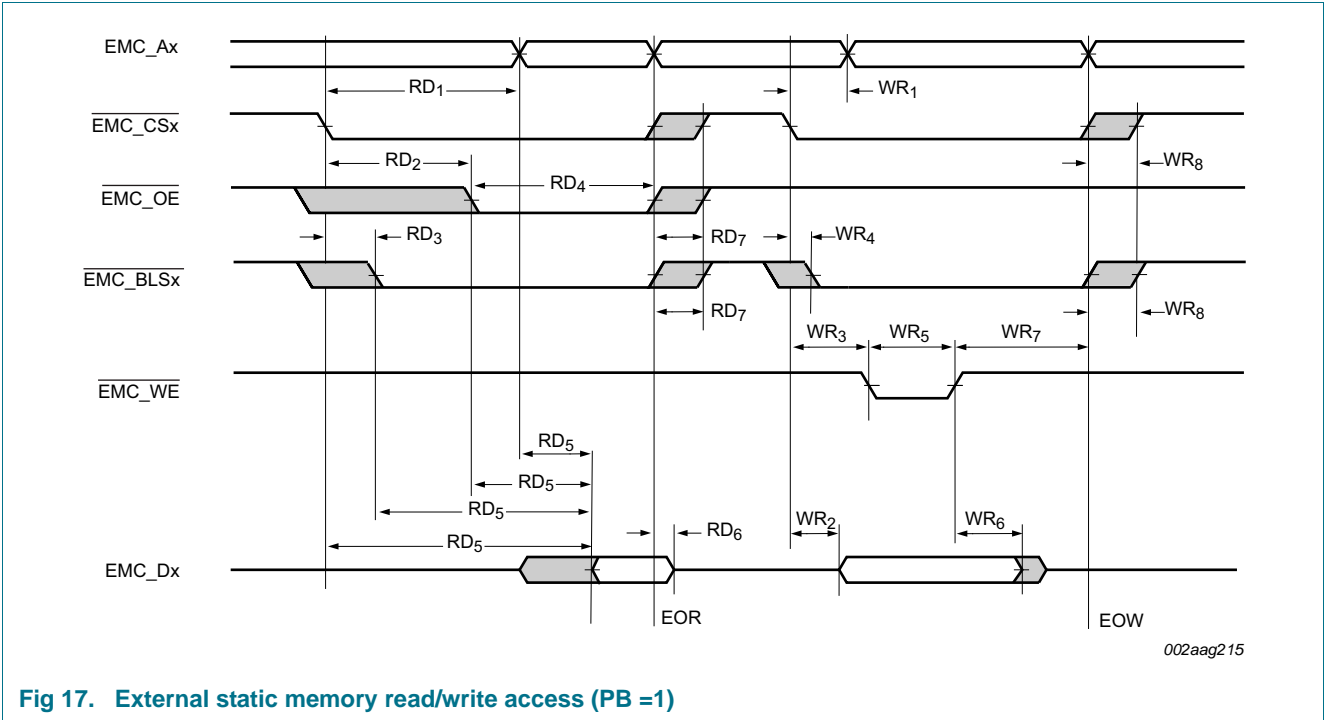 EMC_Ax
RD1
WR1
EMC_CSx
RD2
WR8
RD4
EMC_OE
RD3
RD7
WR4
EMC_BLSx
RD7
WR8
WR3
WR5
WR7
EMC_WE
RD5
RD5
RD5
WR2
WR6
RD5
RD6
EMC_Dx
EOR
EOW
002aag215
Fig 17. External static memory read/write access (PB =1)